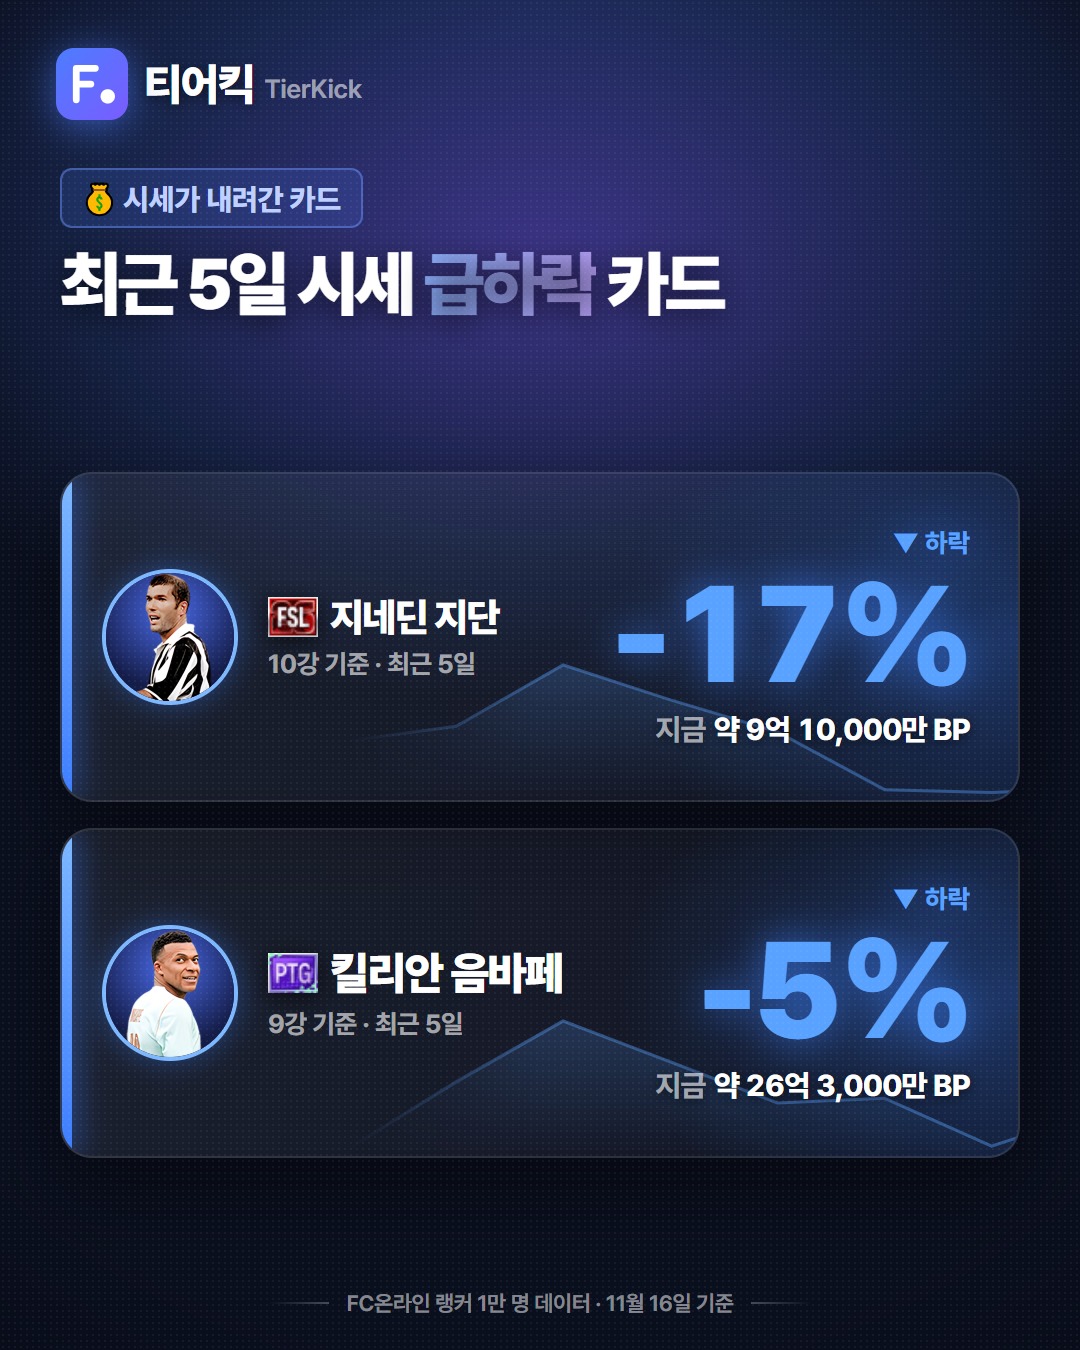 F.
티어킥 TierKick
시세가 내려간 카드
최근 5일 시세 급하락 카드
▼ 하락
FSL 지네딘 지단
-17%
10강 기준 · 최근 5일
지금 약 9억 10,000만 BP
▼ 하락
PTG 킬리안 음바페
-5%
9강 기준 · 최근 5일
지금 약 26억 3,000만 BP
FC온라인 랭커 1만 명 데이터 · 11월 16일 기준